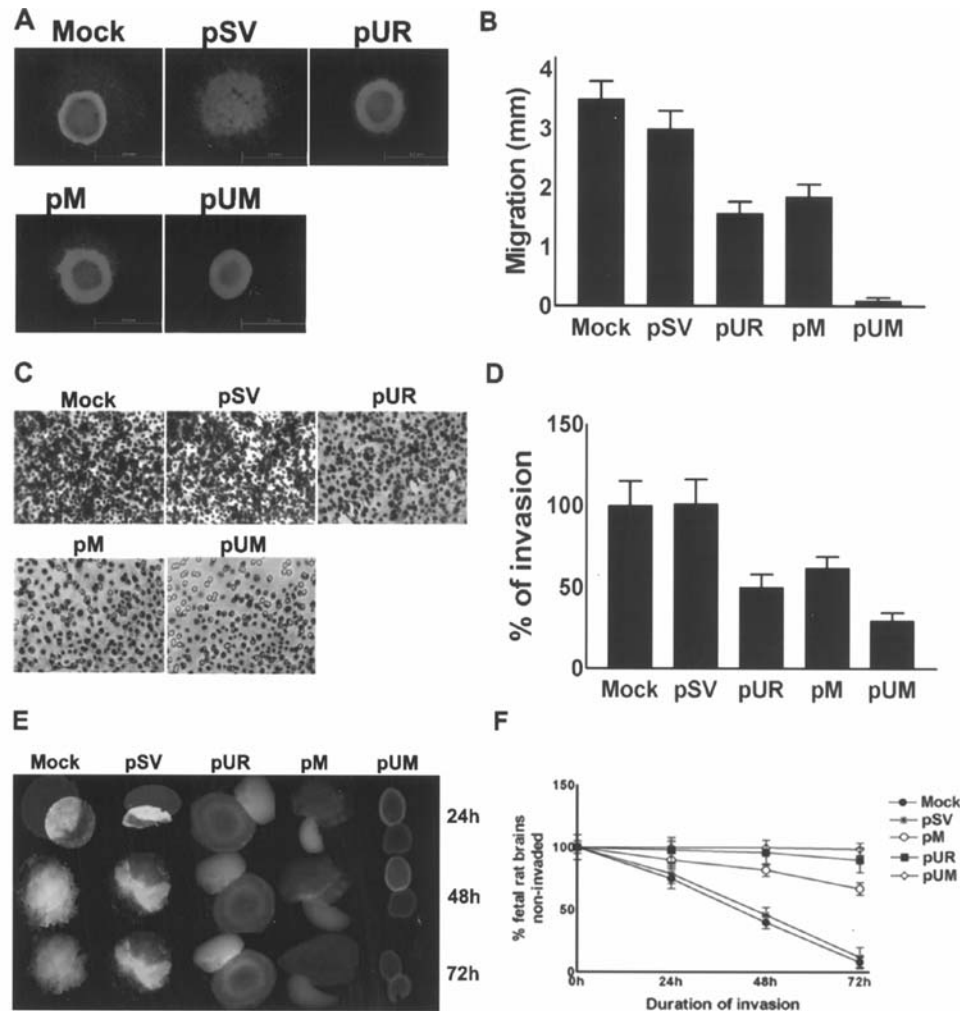 A
Mock pSV pUR
pM pUM
B
Migration (mm)
4
3
2
1
0
Mock pSV pUR pM pUM
C
Mock pSV pUR
pM pUM
D
% of invasion
150
100
50
0
Mock pSV pUR pM pUM
E
Mock pSV pUR pM pUM
24h
48h
72h
F
% fetal rat brains
non-invaded
150
100
50
0
0h 24h 48h 72h
Duration of invasion
Mock
pSV
pM
pUR
pUM